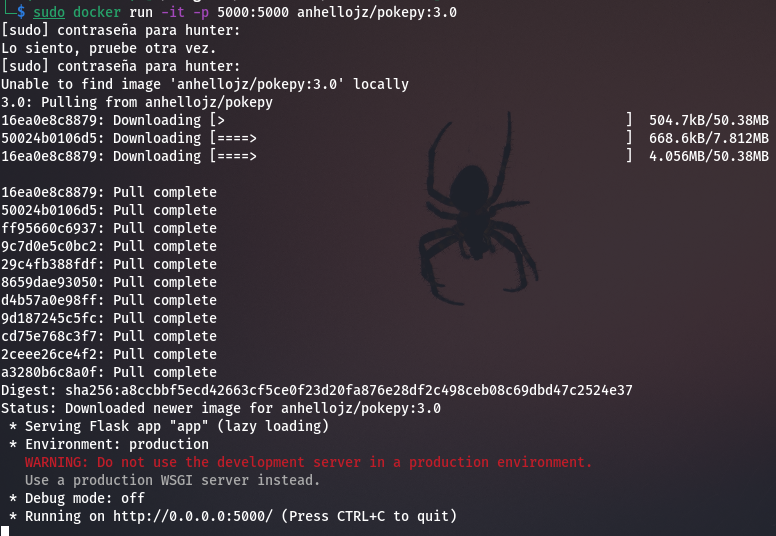 └─$ sudo docker run -it -p 5000:5000 anhellojz/pokepy:3.0
[sudo] contraseña para hunter:
Lo siento, pruebe otra vez.
[sudo] contraseña para hunter:
Unable to find image 'anhellojz/pokepy:3.0' locally
3.0: Pulling from anhellojz/pokepy
16ea0e8c8879: Downloading [> ] 504.7kB/50.38MB
50024b0106d5: Downloading [====> ] 668.6kB/7.812MB
16ea0e8c8879: Downloading [====> ] 4.056MB/50.38MB
16ea0e8c8879: Pull complete
50024b0106d5: Pull complete
ff95660c6937: Pull complete
9c7d0e5c0bc2: Pull complete
29c4fb388fdf: Pull complete
8659dae93050: Pull complete
d4b57a0e98ff: Pull complete
9d187245c5fc: Pull complete
cd75e768c3f7: Pull complete
2ceee26ce4f2: Pull complete
a3280b6c8a0f: Pull complete
Digest: sha256:a8ccbbf5ecd42663cf5ce0f23d20fa876e28df2c498ceb08c69dbd47c2524e37
Status: Downloaded newer image for anhellojz/pokepy:3.0
* Serving Flask app "app" (lazy loading)
* Environment: production
WARNING: Do not use the development server in a production environment.
Use a production WSGI server instead.
* Debug mode: off
* Running on http://0.0.0.0:5000/ (Press CTRL+C to quit)